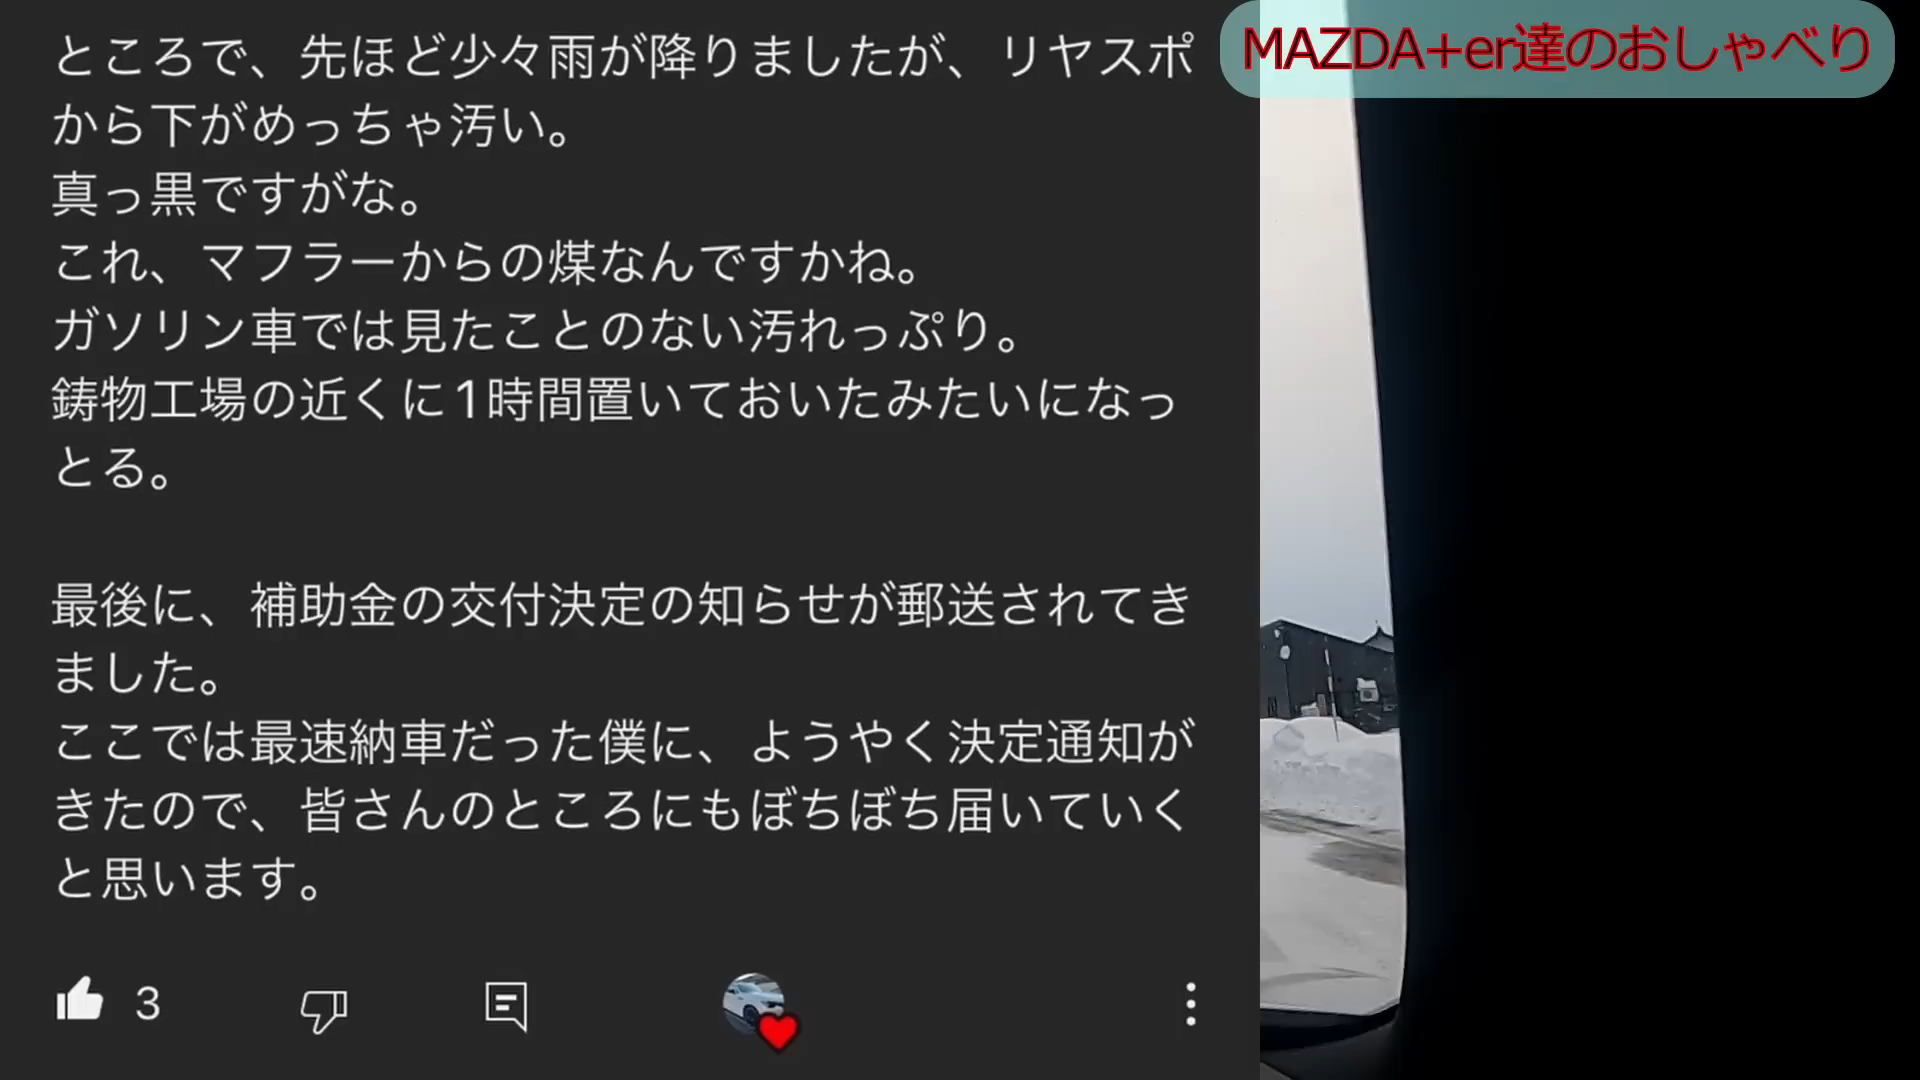 MAZDA+er達のおしゃべり
ところで、先ほど少々雨が降りましたが、リヤスポ
から下がめっちゃ汚い。
真っ黒ですがな。
これ、マフラーからの煤なんですかね。
ガソリン車では見たことのない汚れっぷり。
鋳物工場の近くに1時間置いておいたみたいになっ
とる。
最後に、補助金の交付決定の知らせが郵送されてき
ました。
ここでは最速納車だった僕に、ようやく決定通知が
きたので、皆さんのところにもぼちぼち届いていく
と思います。
3